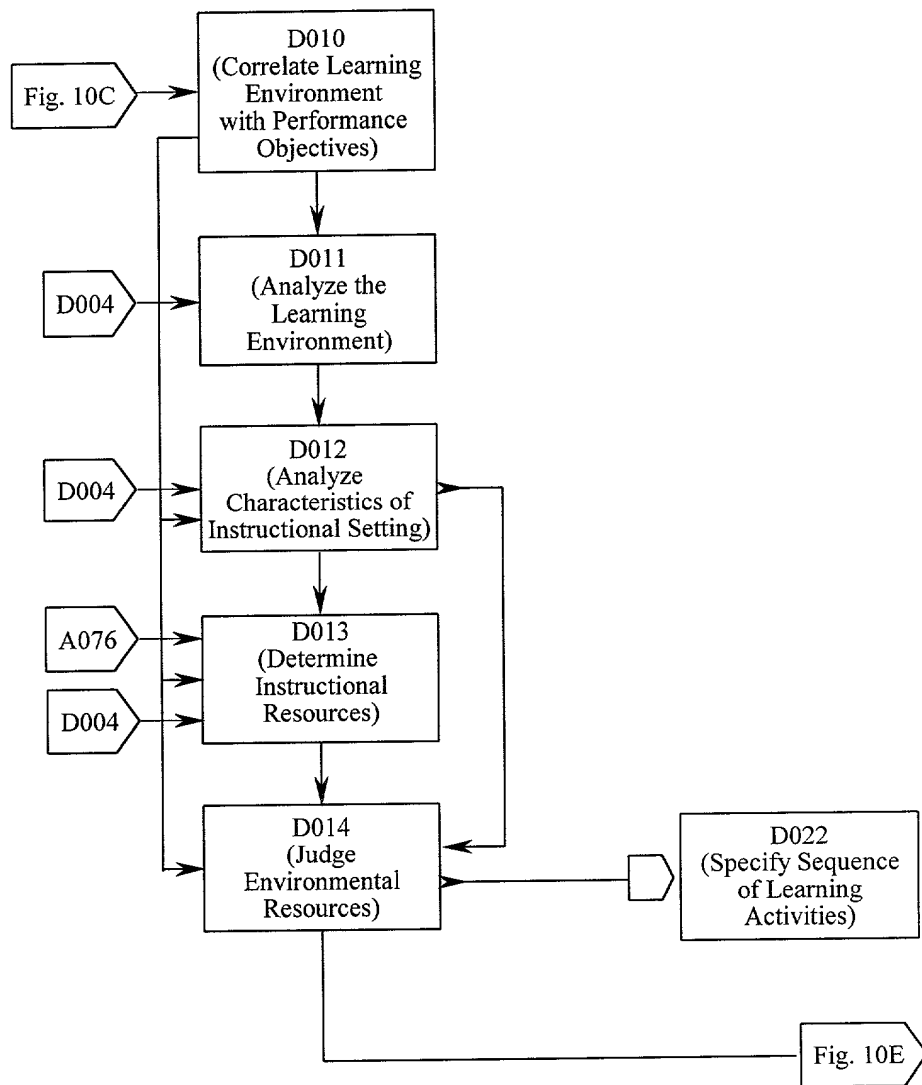 D010
(Correlate Learning
Environment
with Performance
Objectives)
Fig. 10C
D011
(Analyze the
Learning
Environment)
D004
D012
(Analyze
Characteristics of
Instructional Setting)
D004
A076
D013
(Determine
Instructional
Resources)
D004
D014
(Judge
Environmental
Resources)
D022
(Specify Sequence
of Learning
Activities)
Fig. 10E